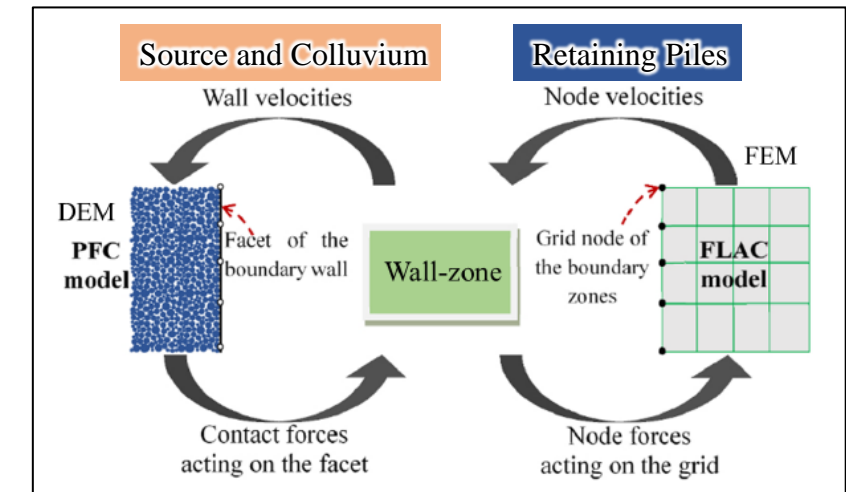 Source and Colluvium
Retaining Piles
Wall velocities
Node velocities
FEM
DEM
PFC
model
Facet of the
boundary wall
Wall-zone
Grid node of
the boundary
zones
FLAC
model
Contact forces
acting on the facet
Node forces
acting on the grid